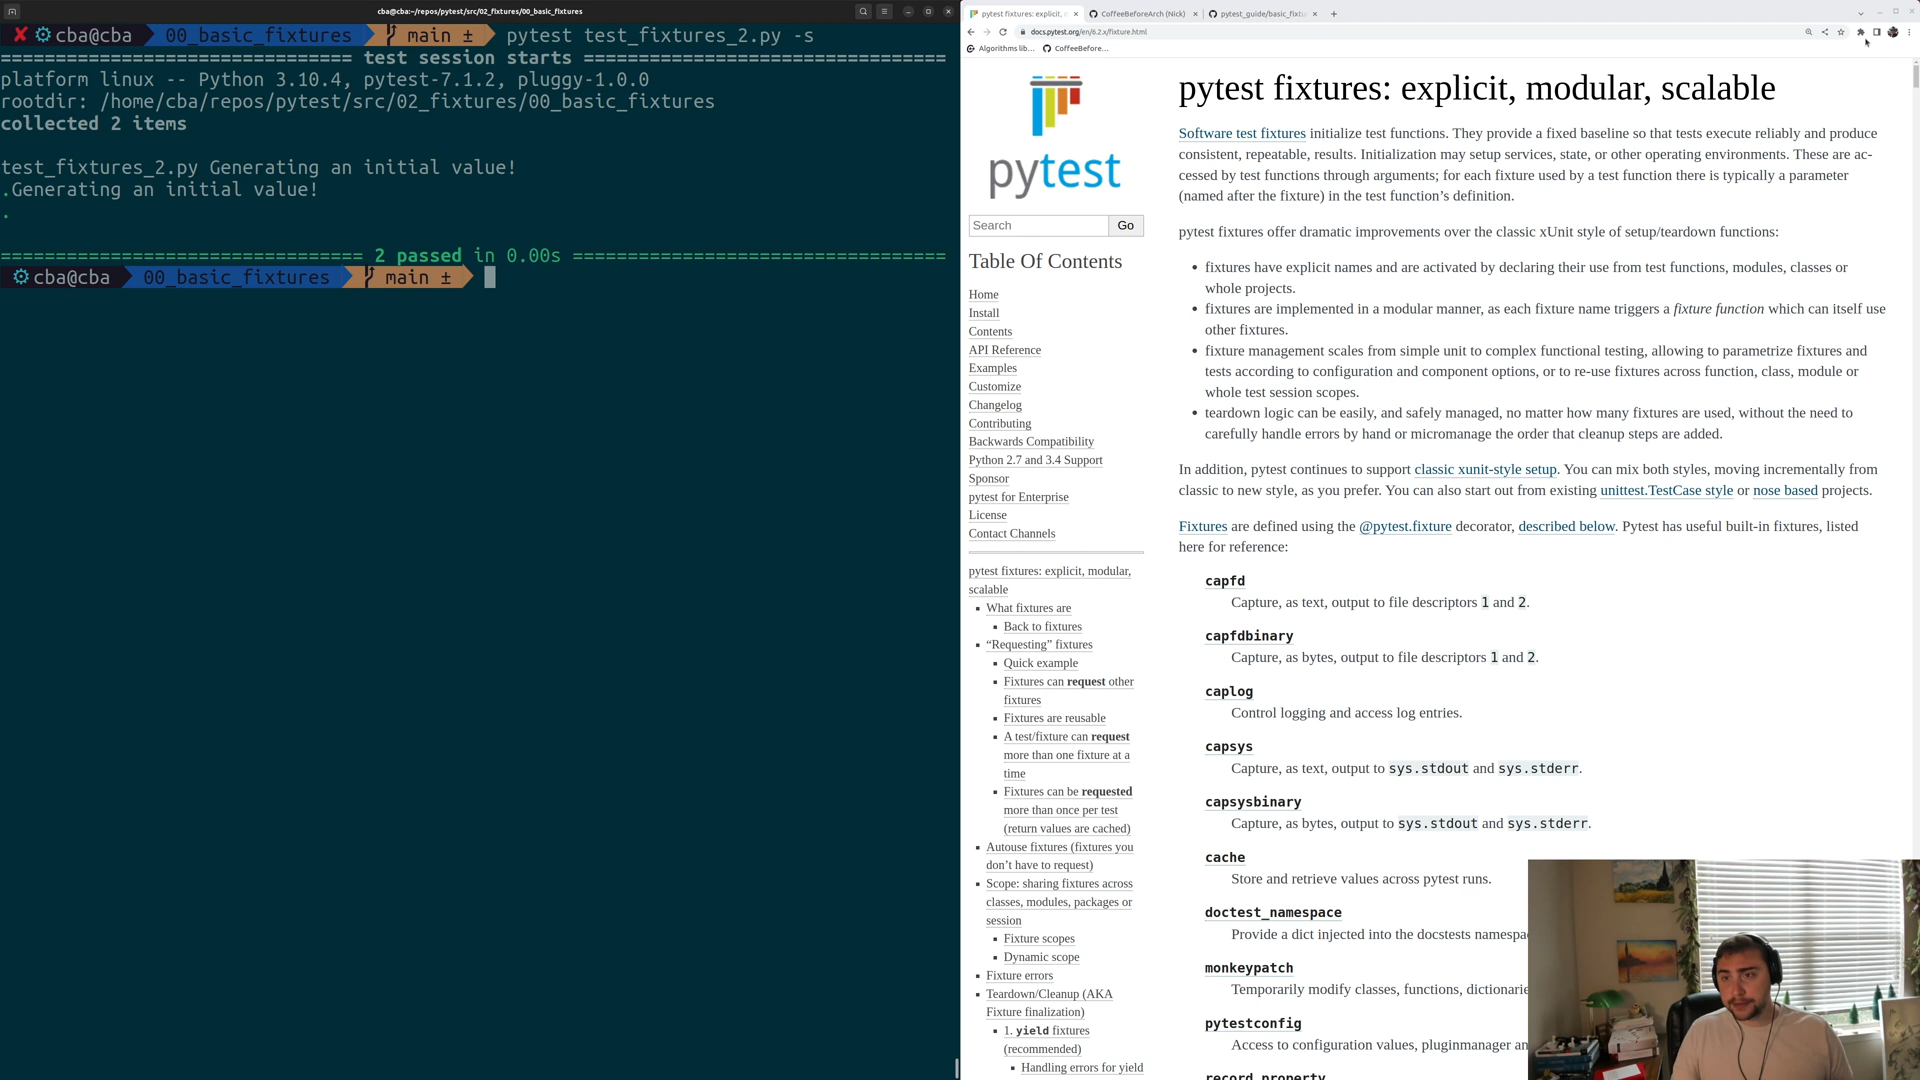 cba@cba:~/repos/pytest/src/02_fixtures/00_basic_fixtures
✘ cba@cba 00_basic_fixtures main ± pytest test_fixtures_2.py -s
============================== test session starts ==============================
platform linux -- Python 3.10.4, pytest-7.1.2, pluggy-1.0.0
rootdir: /home/cba/repos/pytest/src/02_fixtures/00_basic_fixtures
collected 2 items
test_fixtures_2.py Generating an initial value!
.Generating an initial value!
.
=============================== 2 passed in 0.00s ===============================
cba@cba 00_basic_fixtures main ±
pytest fixtures: explicit,
CoffeeBeforeArch (Nick)
pytest_guide/basic_fixtu
docs.pytest.org/en/6.2.x/fixture.html
Algorithms lib...
CoffeeBefore...
pytest
Search
Go
Table Of Contents
Home
Install
Contents
API Reference
Examples
Customize
Changelog
Contributing
Backwards Compatibility
Python 2.7 and 3.4 Support
Sponsor
pytest for Enterprise
License
Contact Channels
pytest fixtures: explicit, modular,
scalable
What fixtures are
Back to fixtures
“Requesting” fixtures
Quick example
Fixtures can request other
fixtures
Fixtures are reusable
A test/fixture can request
more than one fixture at a
time
Fixtures can be requested
more than once per test
(return values are cached)
Autouse fixtures (fixtures you
don’t have to request)
Scope: sharing fixtures across
classes, modules, packages or
session
Fixture scopes
Dynamic scope
Fixture errors
Teardown/Cleanup (AKA
Fixture finalization)
1. yield fixtures
(recommended)
Handling errors for yield
pytest fixtures: explicit, modular, scalable
Software test fixtures initialize test functions. They provide a fixed baseline so that tests execute reliably and produce
consistent, repeatable, results. Initialization may setup services, state, or other operating environments. These are ac-
cessed by test functions through arguments; for each fixture used by a test function there is typically a parameter
(named after the fixture) in the test function’s definition.
pytest fixtures offer dramatic improvements over the classic xUnit style of setup/teardown functions:
• fixtures have explicit names and are activated by declaring their use from test functions, modules, classes or
whole projects.
• fixtures are implemented in a modular manner, as each fixture name triggers a fixture function which can itself use
other fixtures.
• fixture management scales from simple unit to complex functional testing, allowing to parametrize fixtures and
tests according to configuration and component options, or to re-use fixtures across function, class, module or
whole test session scopes.
• teardown logic can be easily, and safely managed, no matter how many fixtures are used, without the need to
carefully handle errors by hand or micromanage the order that cleanup steps are added.
In addition, pytest continues to support classic xunit-style setup. You can mix both styles, moving incrementally from
classic to new style, as you prefer. You can also start out from existing unittest.TestCase style or nose based projects.
Fixtures are defined using the @pytest.fixture decorator, described below. Pytest has useful built-in fixtures, listed
here for reference:
capfd
Capture, as text, output to file descriptors 1 and 2.
capfdbinary
Capture, as bytes, output to file descriptors 1 and 2.
caplog
Control logging and access log entries.
capsys
Capture, as text, output to sys.stdout and sys.stderr.
capsysbinary
Capture, as bytes, output to sys.stdout and sys.stderr.
cache
Store and retrieve values across pytest runs.
doctest_namespace
Provide a dict injected into the docstests namespa
monkeypatch
Temporarily modify classes, functions, dictionarie
pytestconfig
Access to configuration values, pluginmanager an
record_property